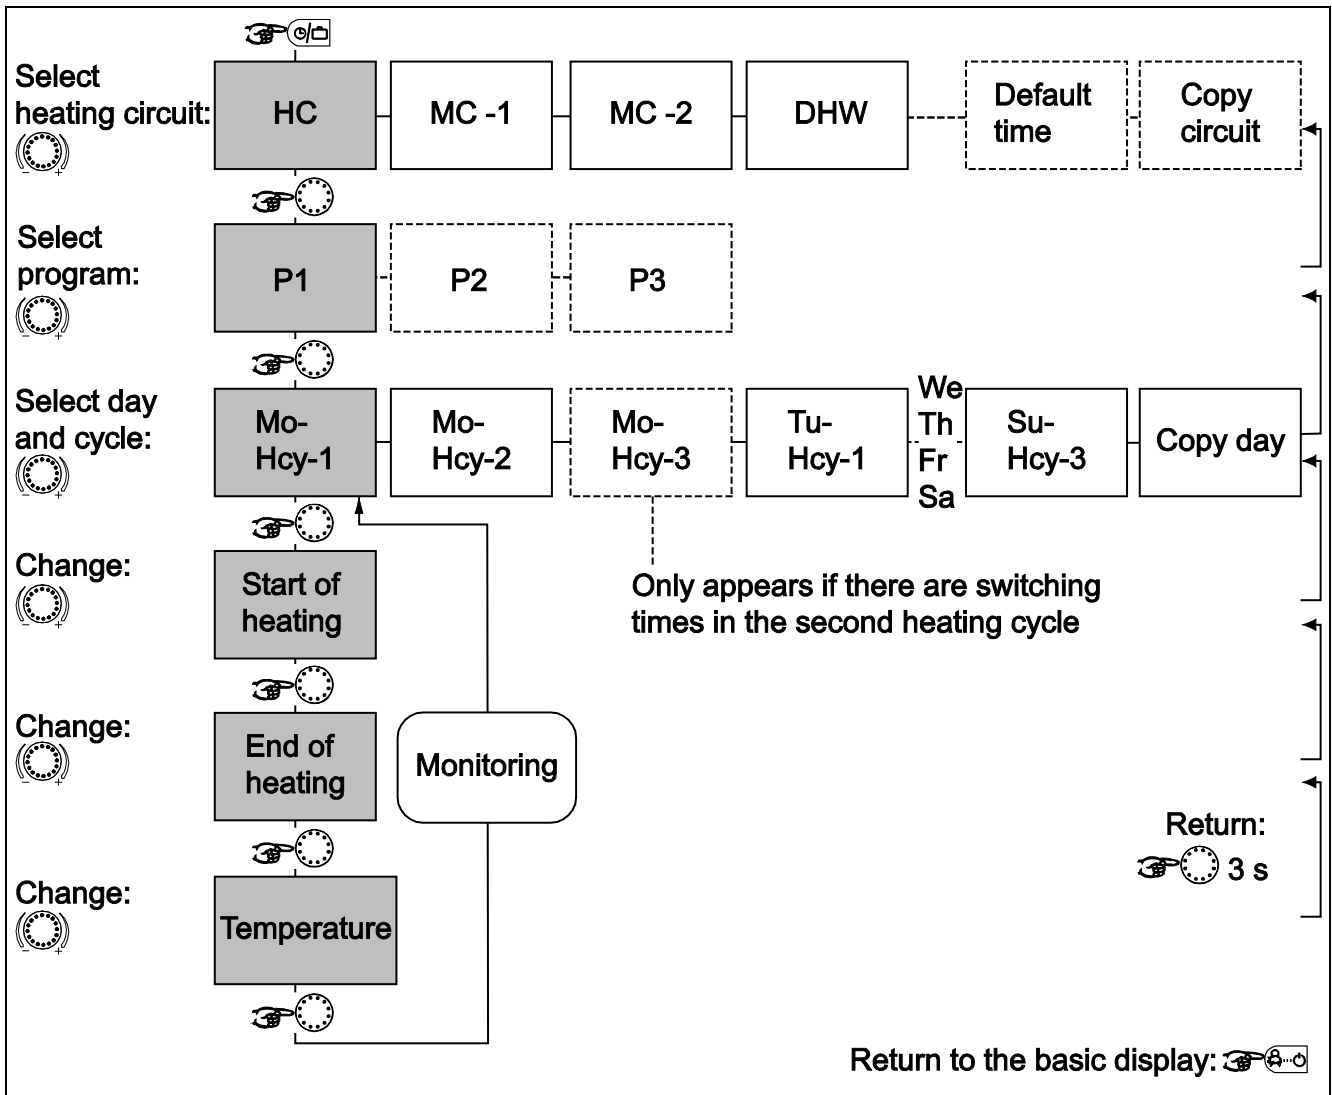 Select
heating circuit:
HC
MC -1
MC -2
DHW
Default
time
Copy
circuit
- +
Select
program:
P1
P2
P3
- +
Select day
and cycle:
Mo-
Hcy-1
Mo-
Hcy-2
Mo-
Hcy-3
Tu-
Hcy-1
We
Th
Fr
Sa
Su-
Hcy-3
Copy day
- +
Change:
Start of
heating
Only appears if there are switching
times in the second heating cycle
- +
Change:
End of
heating
Monitoring
- +
Return:
3 s
Change:
Temperature
- +
Return to the basic display: